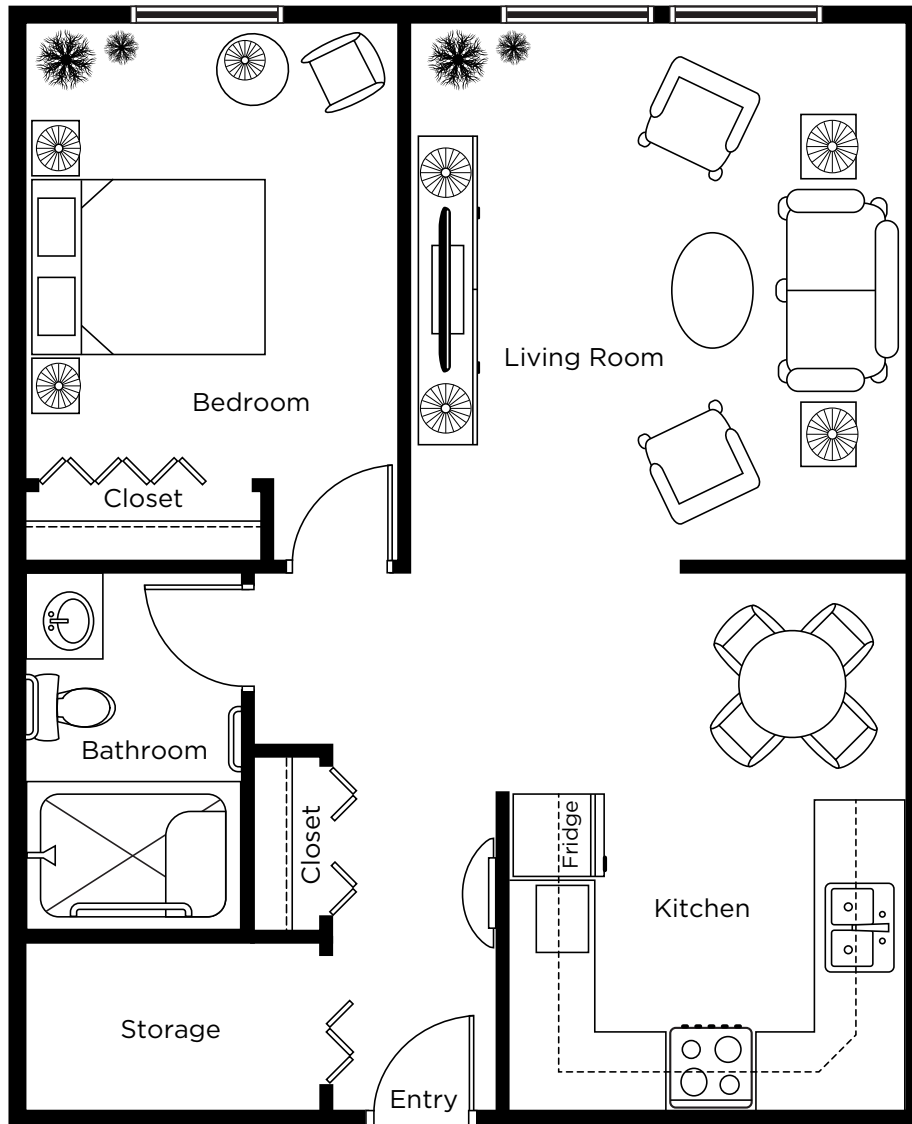 Living Room
Bedroom
Closet
Bathroom
Closet
Fridge
Kitchen
Storage
Entry